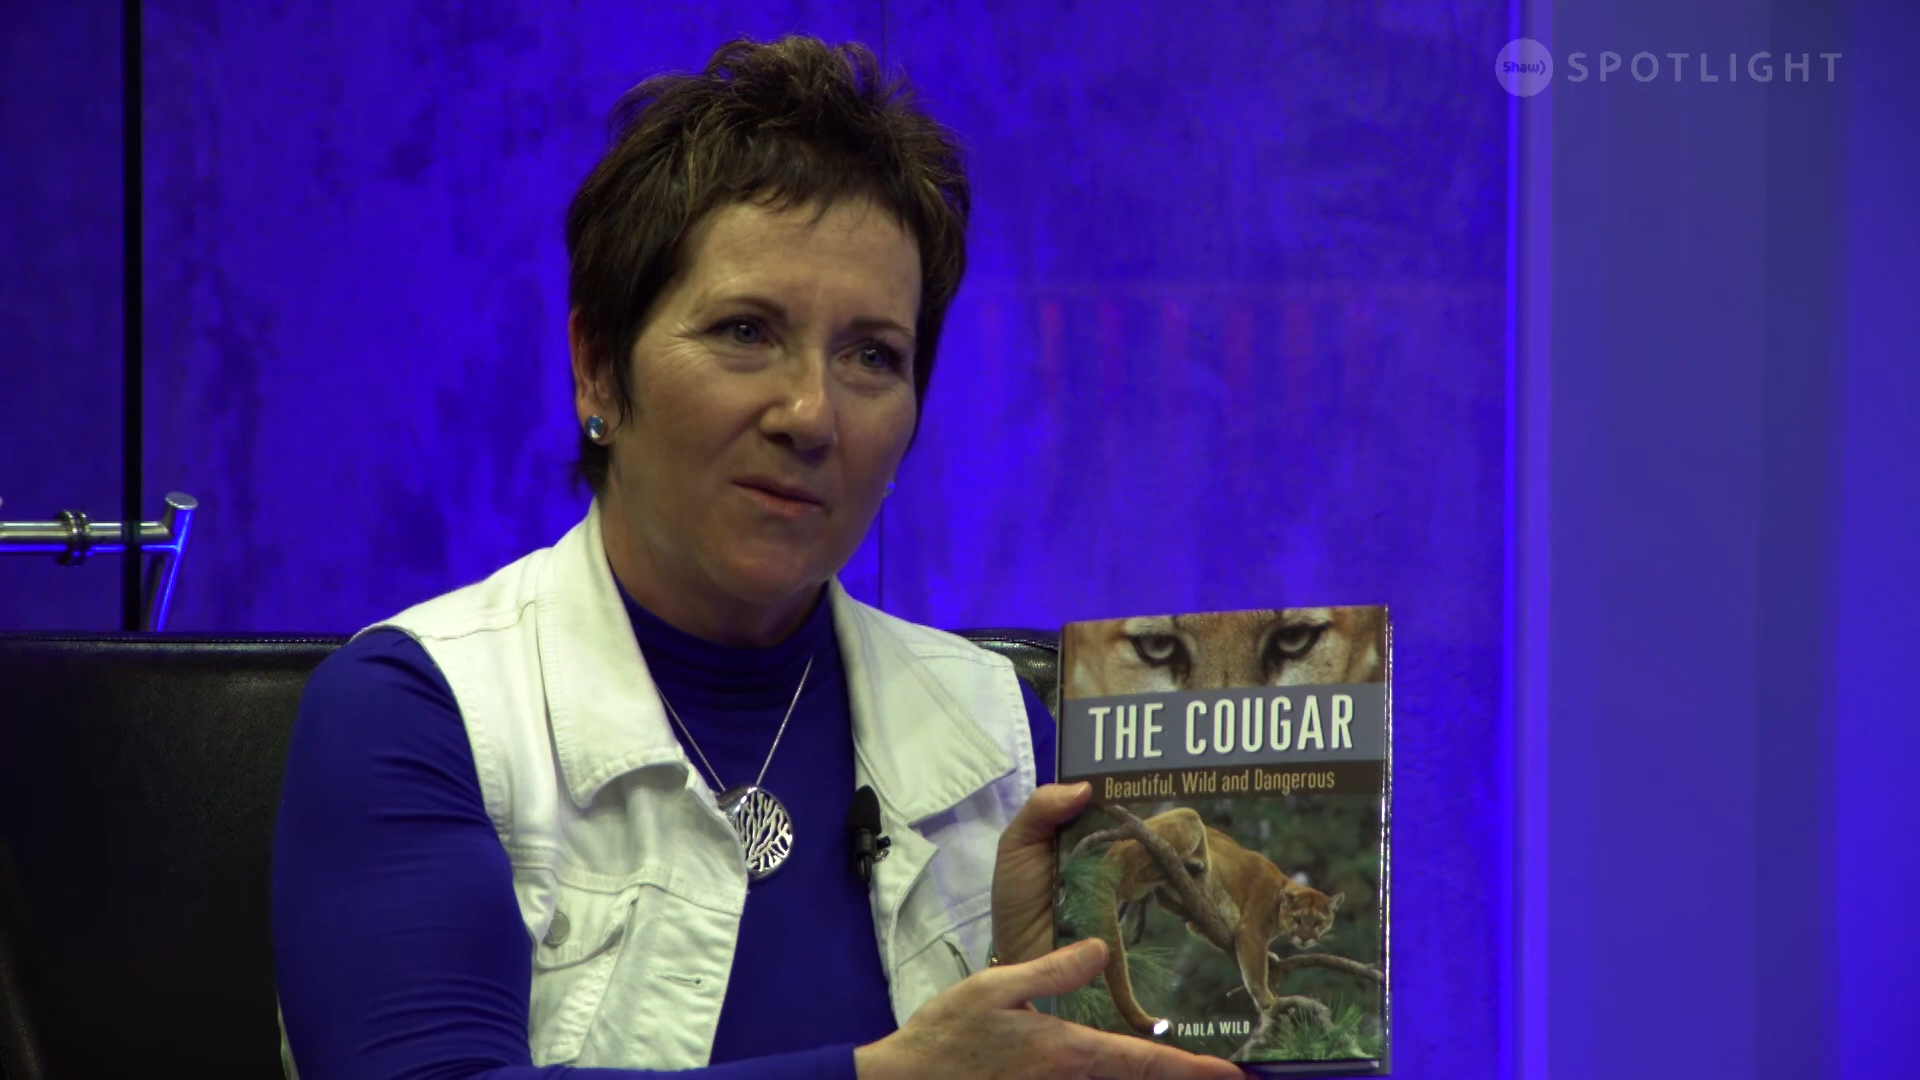 Shaw) SPOTLIGHT
THE COUGAR
Beautiful, Wild and Dangerous
PAULA WILD